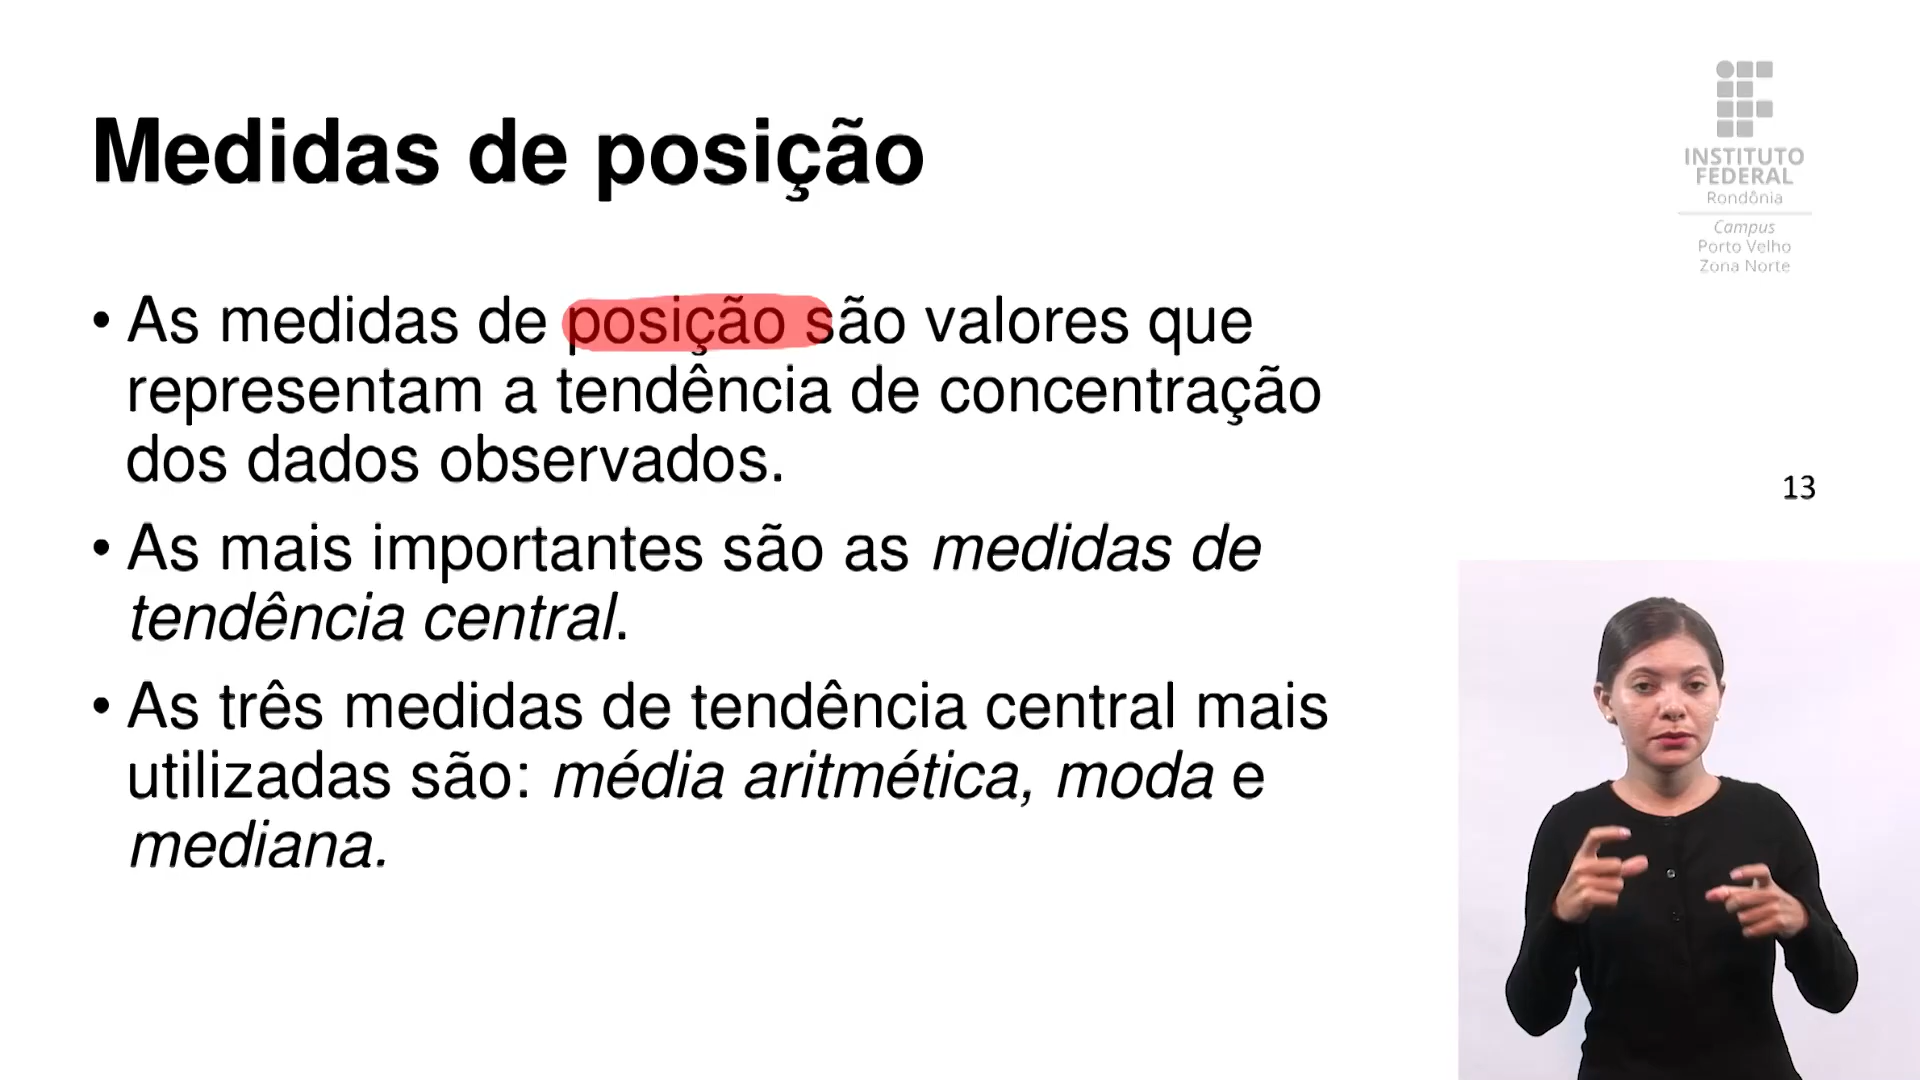 Medidas de posição
INSTITUTO
FEDERAL
Rondônia
Campus
Porto Velho
Zona Norte
• As medidas de posição são valores que
representam a tendência de concentração
dos dados observados.
13
• As mais importantes são as medidas de
tendência central.
• As três medidas de tendência central mais
utilizadas são: média aritmética, moda e
mediana.